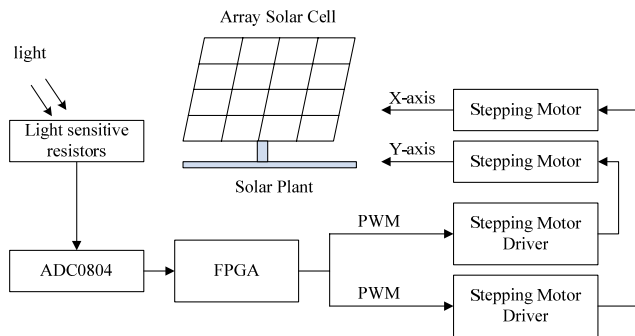 Array Solar Cell
light
Light sensitive
resistors
X-axis
Stepping Motor
Y-axis
Stepping Motor
Solar Plant
PWM
Stepping Motor
Driver
ADC0804
FPGA
PWM
Stepping Motor
Driver